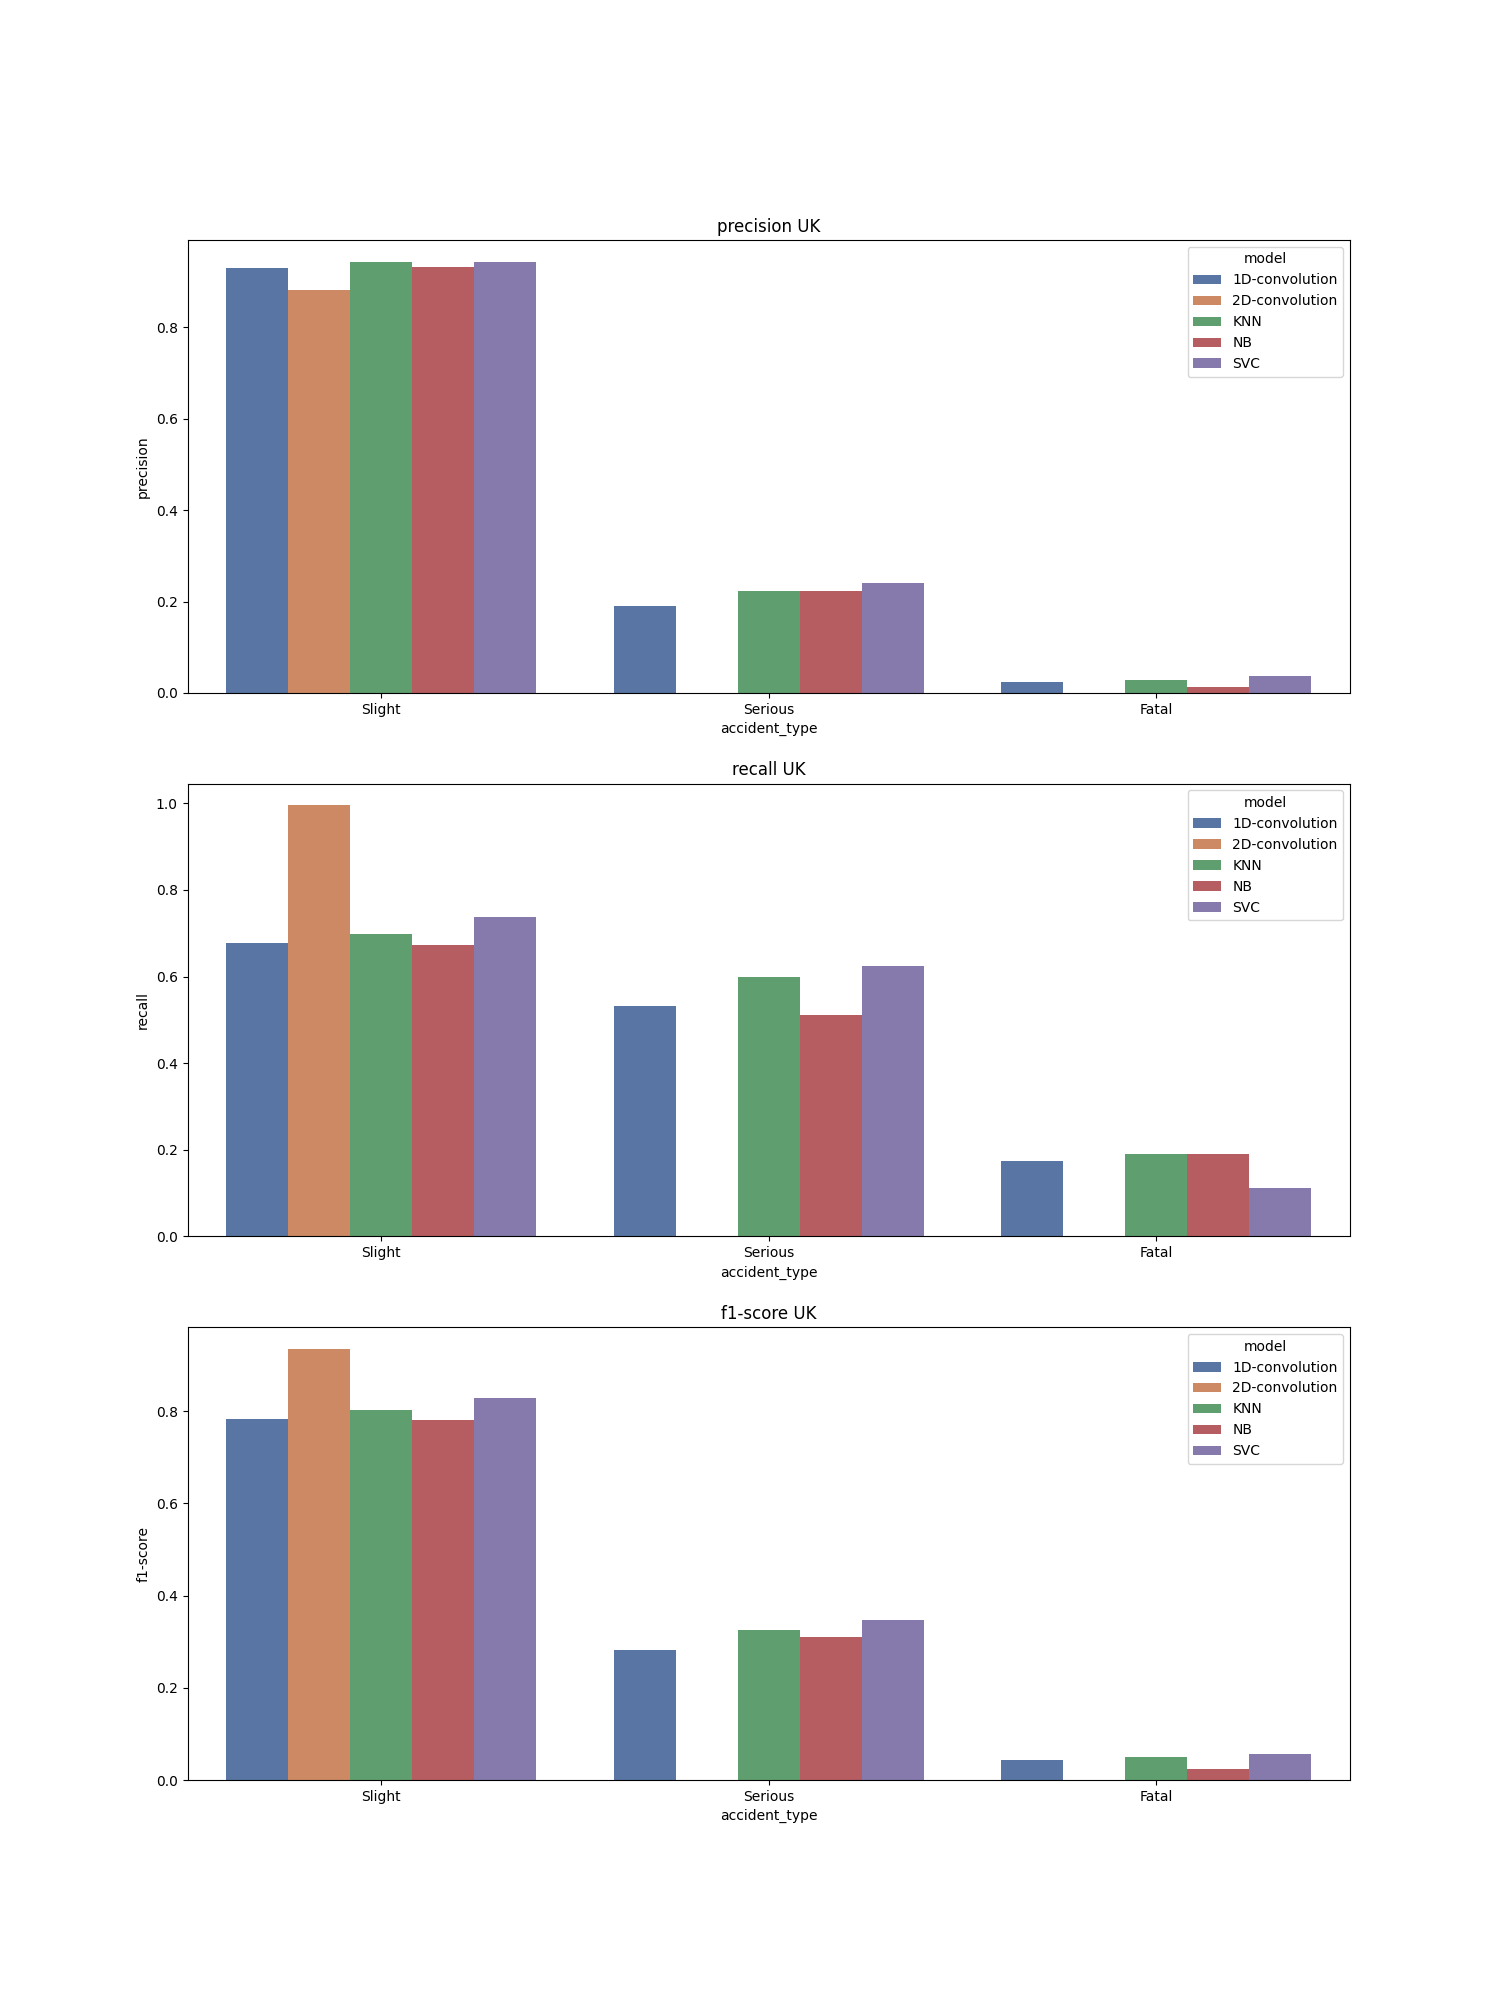 precision UK
model
1D-convolution
2D-convolution
KNN
NB
SVC
precision
0.8
0.6
0.4
0.2
0.0
Slight Serious Fatal
accident_type
recall UK
model
1D-convolution
2D-convolution
KNN
NB
SVC
recall
1.0
0.8
0.6
0.4
0.2
0.0
Slight Serious Fatal
accident_type
f1-score UK
model
1D-convolution
2D-convolution
KNN
NB
SVC
f1-score
0.8
0.6
0.4
0.2
0.0
Slight Serious Fatal
accident_type